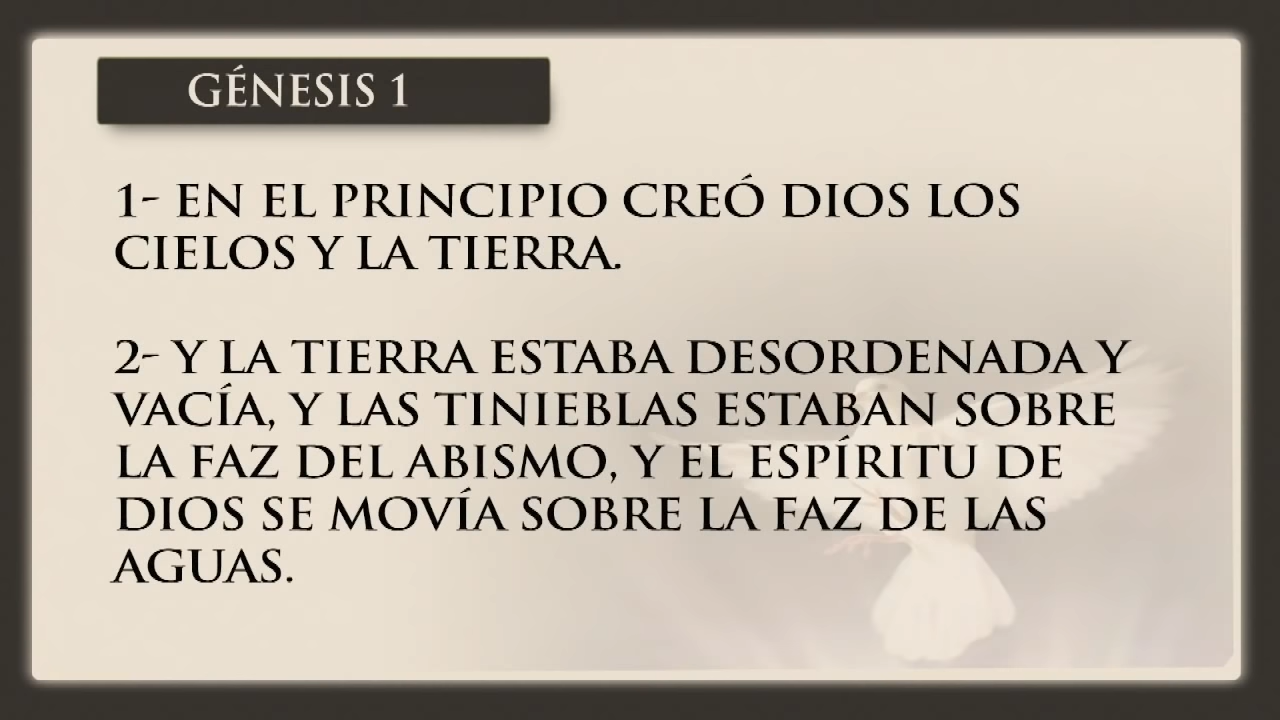 GÉNESIS 1
1- EN EL PRINCIPIO CREÓ DIOS LOS
CIELOS Y LA TIERRA.
2- Y LA TIERRA ESTABA DESORDENADA Y
VACÍA, Y LAS TINIEBLAS ESTABAN SOBRE
LA FAZ DEL ABISMO, Y EL ESPÍRITU DE
DIOS SE MOVÍA SOBRE LA FAZ DE LAS
AGUAS.